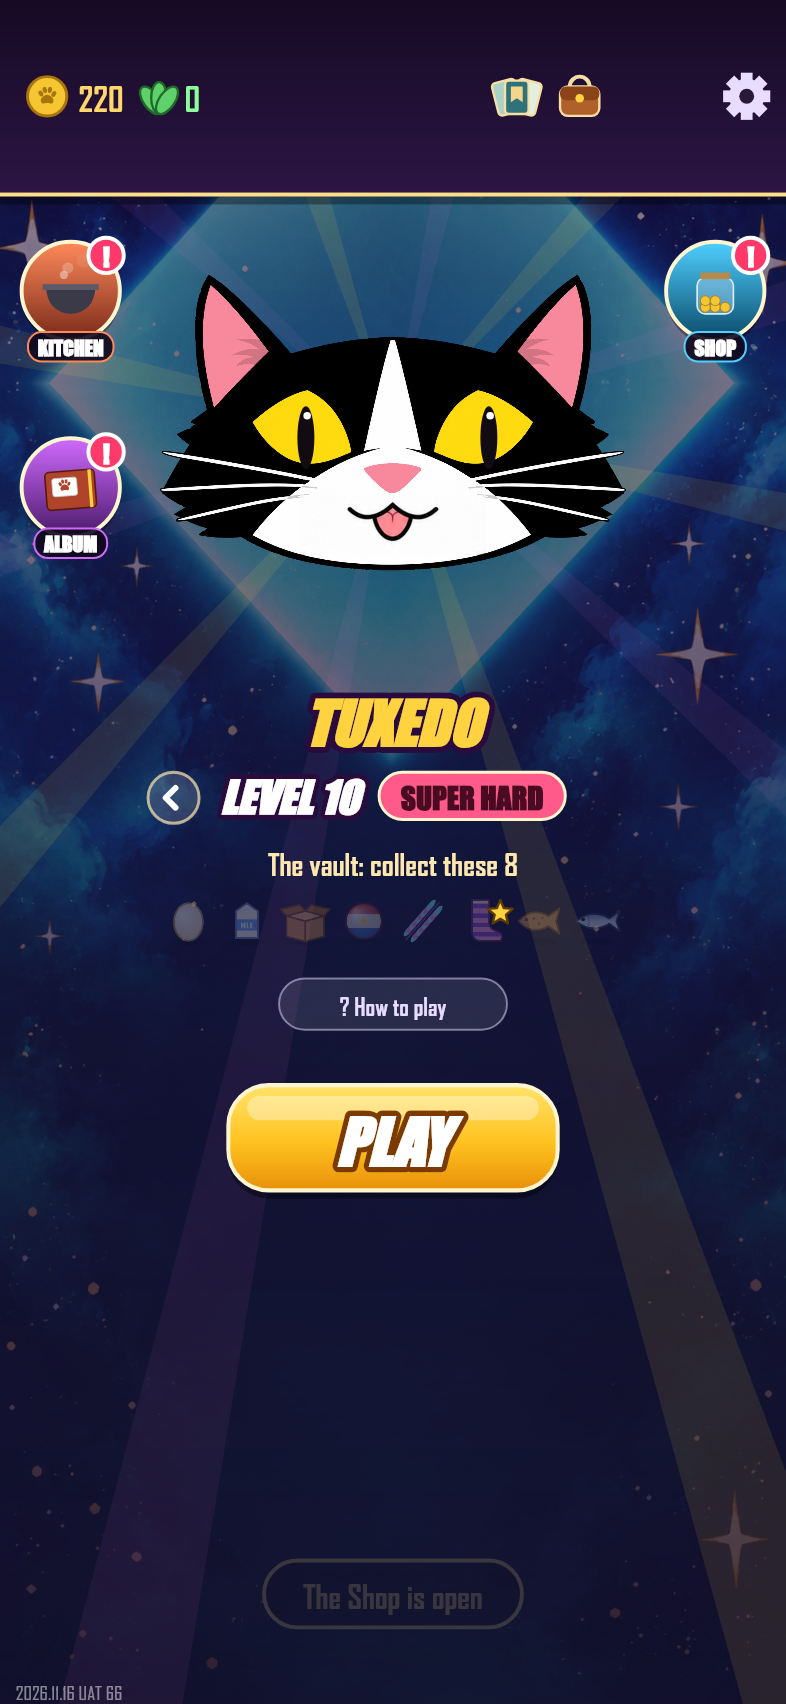 220
0
!
KITCHEN
!
SHOP
!
ALBUM
TUXEDO
LEVEL 10
SUPER HARD
The vault: collect these 8
MILK
? How to play
PLAY
The Shop is open
2026.11.16 UAT 66